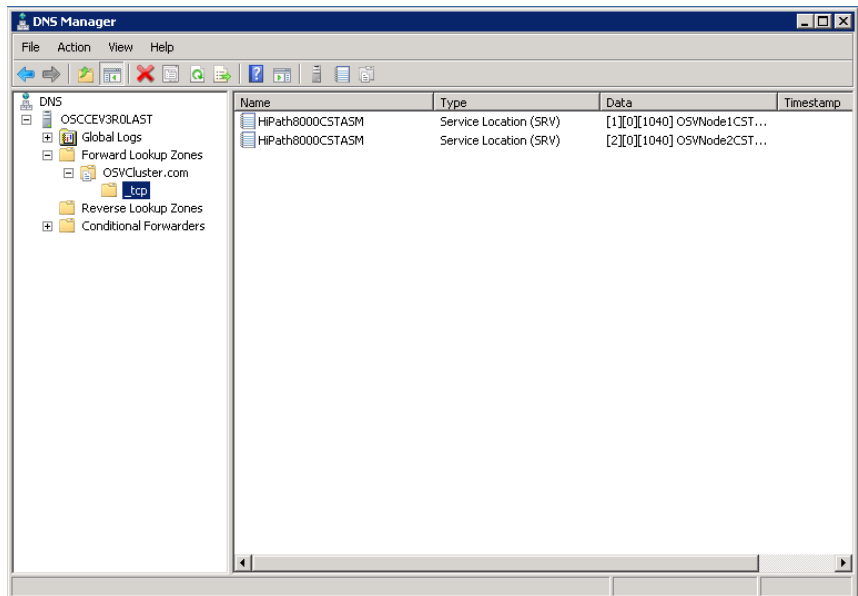 DNS Manager
File Action View Help
DNS
OSCCEV3R0LAST
Global Logs
Forward Lookup Zones
OSVCluster.com
_tcp
Reverse Lookup Zones
Conditional Forwarders
Name Type Data Timestamp
HiPath8000CSTASM Service Location (SRV) [1][0][1040] OSVNode1CST...
HiPath8000CSTASM Service Location (SRV) [2][0][1040] OSVNode2CST...